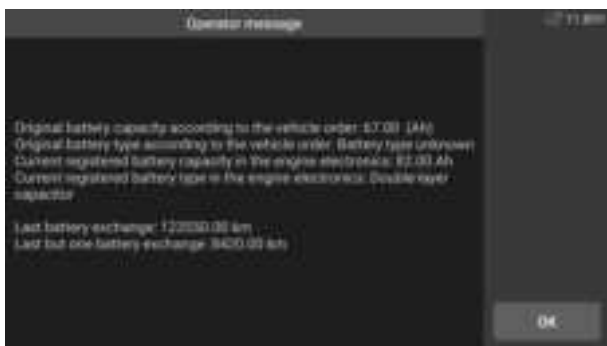 Operator message
Original battery capacity according to the vehicle order: 67.00 (Ah)
Original battery type according to the vehicle order: Battery type unknown
Current registered battery capacity in the engine electronics: 82.00 Ah
Current registered battery type in the engine electronics: Double-layer
capacitor
Last battery exchange: km
Last but one battery exchange: 8420.00 km
OK